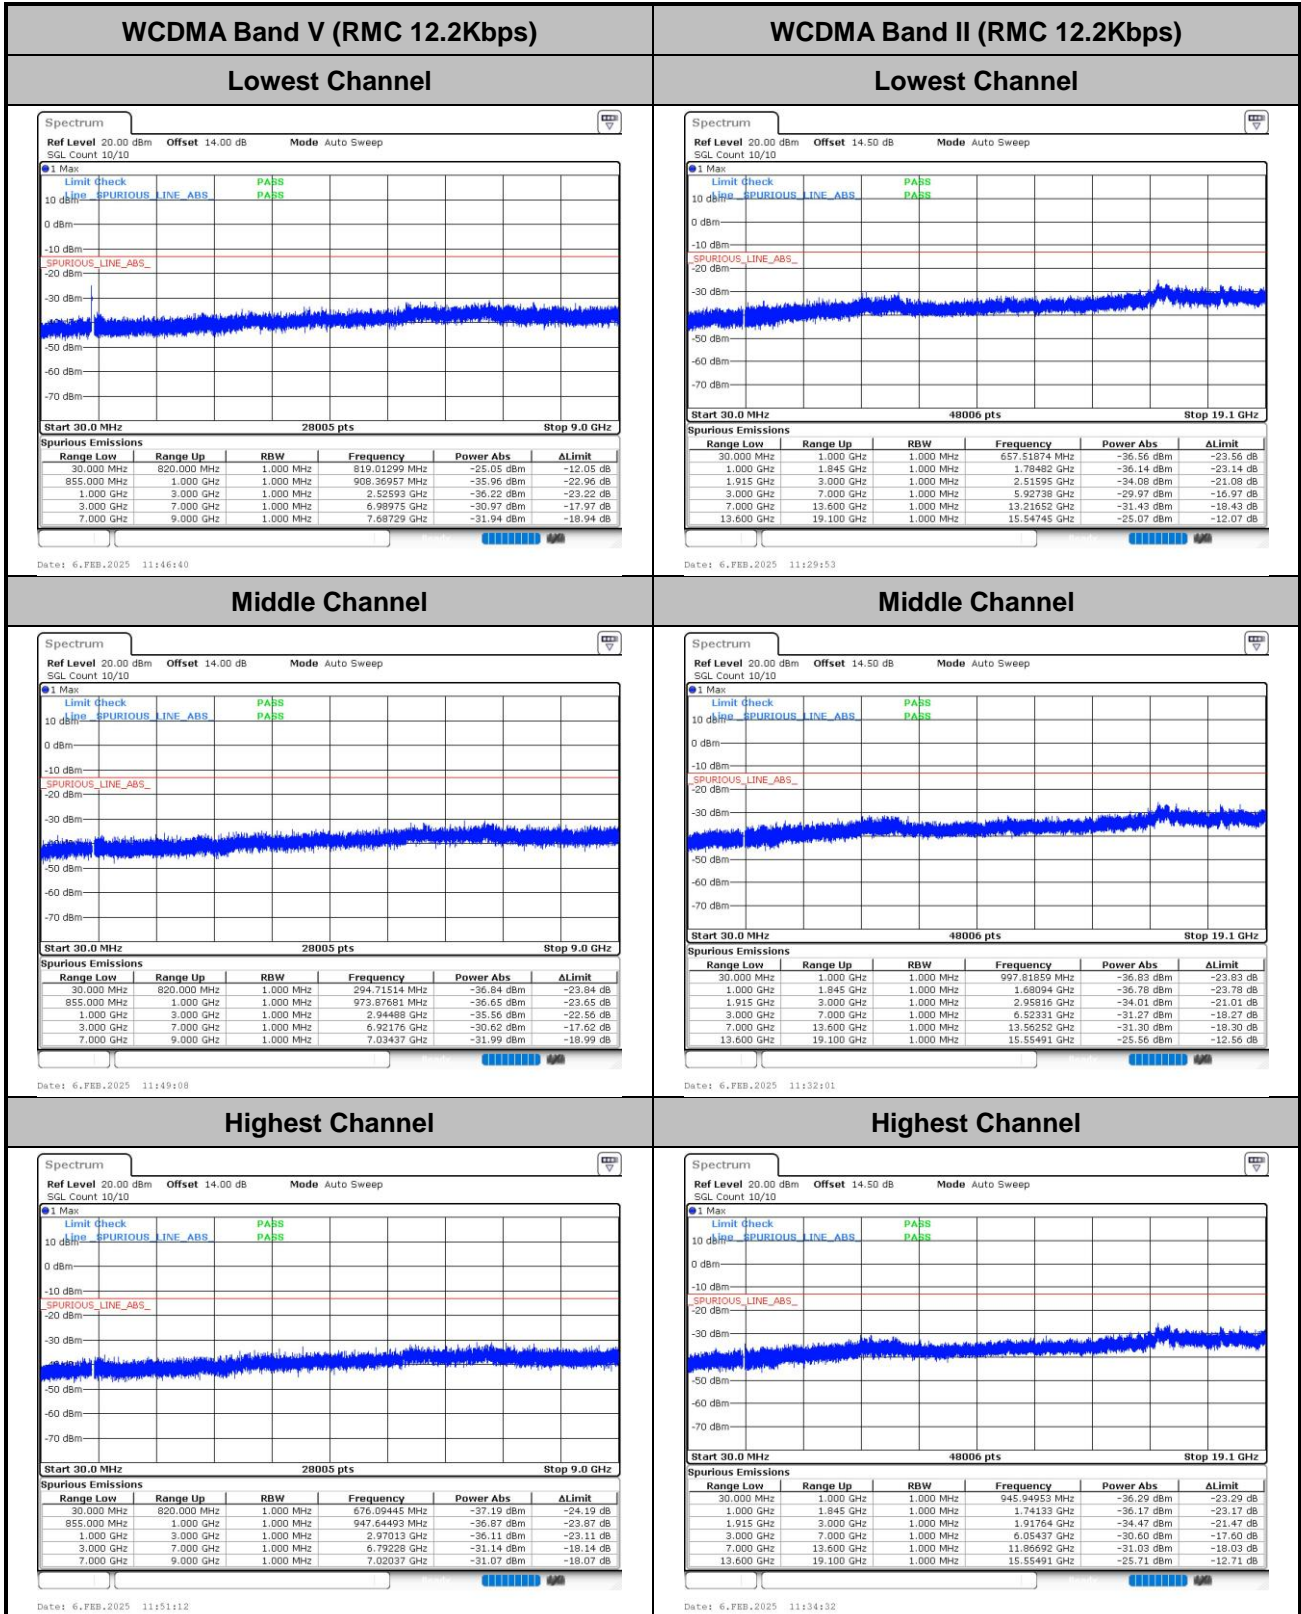 WCDMA Band V (RMC 12.2Kbps) WCDMA Band II (RMC 12.2Kbps)
Lowest Channel Lowest Channel
Spectrum
Ref Level 20.00 dBm Offset 14.00 dB Mode Auto Sweep
SGL Count 10/10
1 Max
Limit Check PASS
Line _SPURIOUS_LINE_ABS_ PASS
10 dBm
0 dBm
-10 dBm
_SPURIOUS_LINE_ABS_
-20 dBm
-30 dBm
-50 dBm
-60 dBm
-70 dBm
Start 30.0 MHz 28005 pts Stop 9.0 GHz
Spurious Emissions
Range Low Range Up RBW Frequency Power Abs ΔLimit
30.000 MHz 820.000 MHz 1.000 MHz 819.01299 MHz -25.05 dBm -12.05 dB
855.000 MHz 1.000 GHz 1.000 MHz 908.36957 MHz -35.96 dBm -22.96 dB
1.000 GHz 3.000 GHz 1.000 MHz 2.52593 GHz -36.22 dBm -23.22 dB
3.000 GHz 7.000 GHz 1.000 MHz 6.98975 GHz -30.97 dBm -17.97 dB
7.000 GHz 9.000 GHz 1.000 MHz 7.68729 GHz -31.94 dBm -18.94 dB
Date: 6.FEB.2025 11:46:40
Spectrum
Ref Level 20.00 dBm Offset 14.50 dB Mode Auto Sweep
SGL Count 10/10
1 Max
Limit Check PASS
Line _SPURIOUS_LINE_ABS_ PASS
10 dBm
0 dBm
-10 dBm
_SPURIOUS_LINE_ABS_
-20 dBm
-30 dBm
-50 dBm
-60 dBm
-70 dBm
Start 30.0 MHz 48006 pts Stop 19.1 GHz
Spurious Emissions
Range Low Range Up RBW Frequency Power Abs ΔLimit
30.000 MHz 1.000 GHz 1.000 MHz 657.51874 MHz -36.56 dBm -23.56 dB
1.000 GHz 1.845 GHz 1.000 MHz 1.78482 GHz -36.14 dBm -23.14 dB
1.915 GHz 3.000 GHz 1.000 MHz 2.51595 GHz -34.08 dBm -21.08 dB
3.000 GHz 7.000 GHz 1.000 MHz 5.92738 GHz -29.97 dBm -16.97 dB
7.000 GHz 13.600 GHz 1.000 MHz 13.21652 GHz -31.43 dBm -18.43 dB
13.600 GHz 19.100 GHz 1.000 MHz 15.54745 GHz -25.07 dBm -12.07 dB
Date: 6.FEB.2025 11:29:53
Middle Channel Middle Channel
Spectrum
Ref Level 20.00 dBm Offset 14.00 dB Mode Auto Sweep
SGL Count 10/10
1 Max
Limit Check PASS
Line _SPURIOUS_LINE_ABS_ PASS
10 dBm
0 dBm
-10 dBm
_SPURIOUS_LINE_ABS_
-20 dBm
-30 dBm
-50 dBm
-60 dBm
-70 dBm
Start 30.0 MHz 28005 pts Stop 9.0 GHz
Spurious Emissions
Range Low Range Up RBW Frequency Power Abs ΔLimit
30.000 MHz 820.000 MHz 1.000 MHz 294.71514 MHz -36.84 dBm -23.84 dB
855.000 MHz 1.000 GHz 1.000 MHz 973.87681 MHz -36.65 dBm -23.65 dB
1.000 GHz 3.000 GHz 1.000 MHz 2.94488 GHz -35.56 dBm -22.56 dB
3.000 GHz 7.000 GHz 1.000 MHz 6.92176 GHz -30.62 dBm -17.62 dB
7.000 GHz 9.000 GHz 1.000 MHz 7.03437 GHz -31.99 dBm -18.99 dB
Date: 6.FEB.2025 11:49:08
Spectrum
Ref Level 20.00 dBm Offset 14.50 dB Mode Auto Sweep
SGL Count 10/10
1 Max
Limit Check PASS
Line _SPURIOUS_LINE_ABS_ PASS
10 dBm
0 dBm
-10 dBm
_SPURIOUS_LINE_ABS_
-20 dBm
-30 dBm
-50 dBm
-60 dBm
-70 dBm
Start 30.0 MHz 48006 pts Stop 19.1 GHz
Spurious Emissions
Range Low Range Up RBW Frequency Power Abs ΔLimit
30.000 MHz 1.000 GHz 1.000 MHz 997.81859 MHz -36.83 dBm -23.83 dB
1.000 GHz 1.845 GHz 1.000 MHz 1.68094 GHz -36.78 dBm -23.78 dB
1.915 GHz 3.000 GHz 1.000 MHz 2.95816 GHz -34.01 dBm -21.01 dB
3.000 GHz 7.000 GHz 1.000 MHz 6.52331 GHz -31.27 dBm -18.27 dB
7.000 GHz 13.600 GHz 1.000 MHz 13.56252 GHz -31.30 dBm -18.30 dB
13.600 GHz 19.100 GHz 1.000 MHz 15.55491 GHz -25.56 dBm -12.56 dB
Date: 6.FEB.2025 11:32:01
Highest Channel Highest Channel
Spectrum
Ref Level 20.00 dBm Offset 14.00 dB Mode Auto Sweep
SGL Count 10/10
1 Max
Limit Check PASS
Line _SPURIOUS_LINE_ABS_ PASS
10 dBm
0 dBm
-10 dBm
_SPURIOUS_LINE_ABS_
-20 dBm
-30 dBm
-50 dBm
-60 dBm
-70 dBm
Start 30.0 MHz 28005 pts Stop 9.0 GHz
Spurious Emissions
Range Low Range Up RBW Frequency Power Abs ΔLimit
30.000 MHz 820.000 MHz 1.000 MHz 676.09445 MHz -37.19 dBm -24.19 dB
855.000 MHz 1.000 GHz 1.000 MHz 947.64493 MHz -36.87 dBm -23.87 dB
1.000 GHz 3.000 GHz 1.000 MHz 2.97013 GHz -36.11 dBm -23.11 dB
3.000 GHz 7.000 GHz 1.000 MHz 6.79228 GHz -31.14 dBm -18.14 dB
7.000 GHz 9.000 GHz 1.000 MHz 7.02037 GHz -31.07 dBm -18.07 dB
Date: 6.FEB.2025 11:51:12
Spectrum
Ref Level 20.00 dBm Offset 14.50 dB Mode Auto Sweep
SGL Count 10/10
1 Max
Limit Check PASS
Line _SPURIOUS_LINE_ABS_ PASS
10 dBm
0 dBm
-10 dBm
_SPURIOUS_LINE_ABS_
-20 dBm
-30 dBm
-50 dBm
-60 dBm
-70 dBm
Start 30.0 MHz 48006 pts Stop 19.1 GHz
Spurious Emissions
Range Low Range Up RBW Frequency Power Abs ΔLimit
30.000 MHz 1.000 GHz 1.000 MHz 945.94953 MHz -36.29 dBm -23.29 dB
1.000 GHz 1.845 GHz 1.000 MHz 1.74133 GHz -36.17 dBm -23.17 dB
1.915 GHz 3.000 GHz 1.000 MHz 1.91764 GHz -34.47 dBm -21.47 dB
3.000 GHz 7.000 GHz 1.000 MHz 6.05437 GHz -30.60 dBm -17.60 dB
7.000 GHz 13.600 GHz 1.000 MHz 11.86692 GHz -31.03 dBm -18.03 dB
13.600 GHz 19.100 GHz 1.000 MHz 15.55491 GHz -25.71 dBm -12.71 dB
Date: 6.FEB.2025 11:34:32